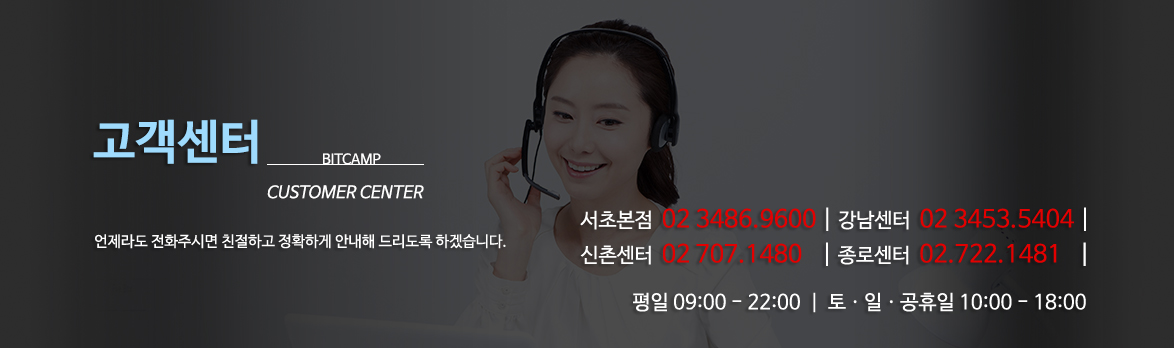 고객센터
BITCAMP
CUSTOMER CENTER
언제라도 전화주시면 친절하고 정확하게 안내해 드리도록 하겠습니다.
서초본점 02 3486.9600 | 강남센터 02 3453.5404 |
신촌센터 02 707.1480 | 종로센터 02.722.1481 |
평일 09:00 - 22:00 | 토 · 일 · 공휴일 10:00 - 18:00